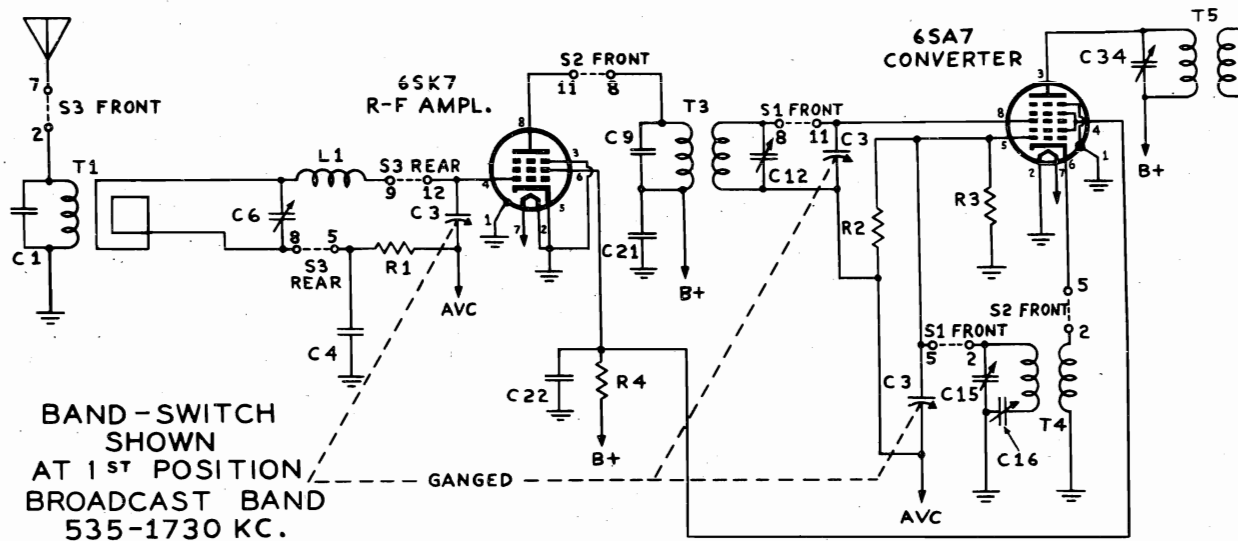 T5
6SA7
CONVERTER
C34
3
S2 FRONT
11 8
6SK7
R-F AMPL.
7
S3 FRONT
2
8
T3
S1 FRONT
8 11
C3
8
5
4
1
2 7 6
B+
T1
L1
S3 REAR
9 12
C9
C12
3
6
4
5
1
7 2
C6
C3
R2
R3
C1
8 5
S3
REAR
R1
C21
B+
AVC
5
S2 FRONT
2
S1 FRONT
5 2
C4
C22
R4
C3
C15
T4
C16
B+
BAND-SWITCH
SHOWN
AT 1ST POSITION
BROADCAST BAND
535-1730 KC.
GANGED
AVC